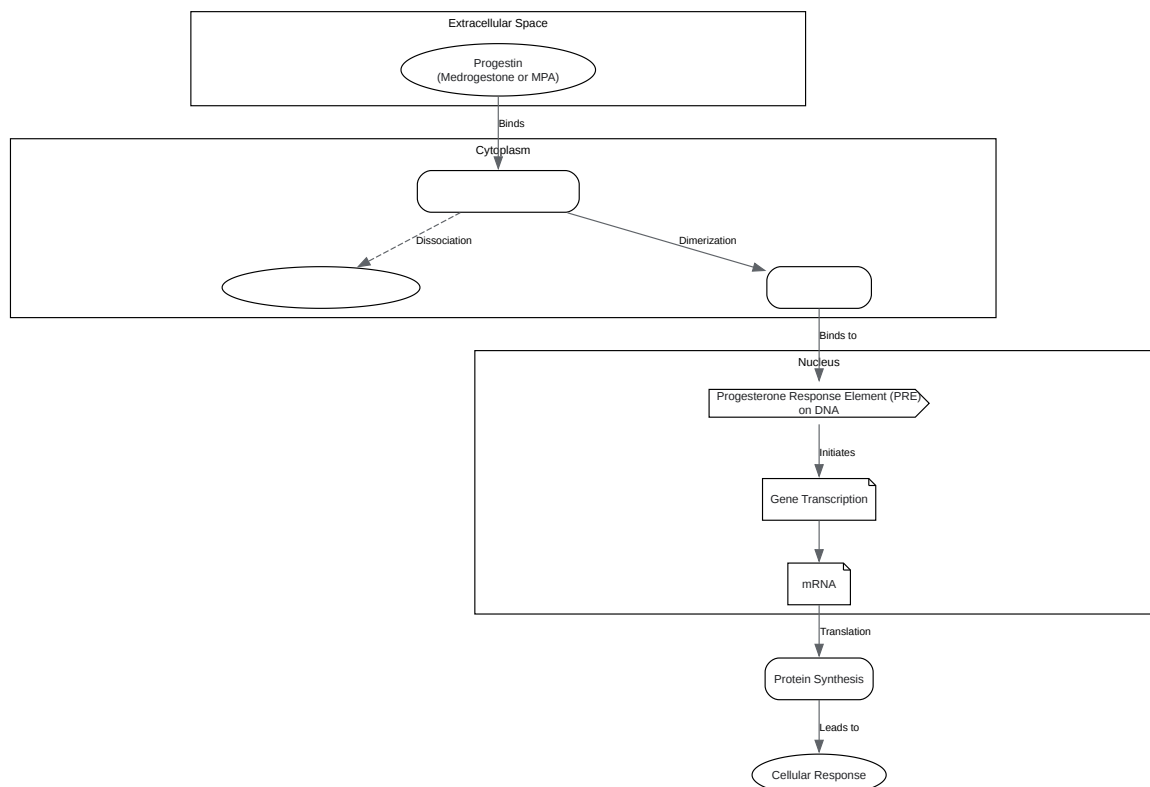 Extracellular Space
Progestin
(Medrogestone or MPA)
Binds
Cytoplasm
Dissociation
Dimerization
Binds to
Nucleus
Progesterone Response Element (PRE)
on DNA
Initiates
Gene Transcription
mRNA
Translation
Protein Synthesis
Leads to
Cellular Response